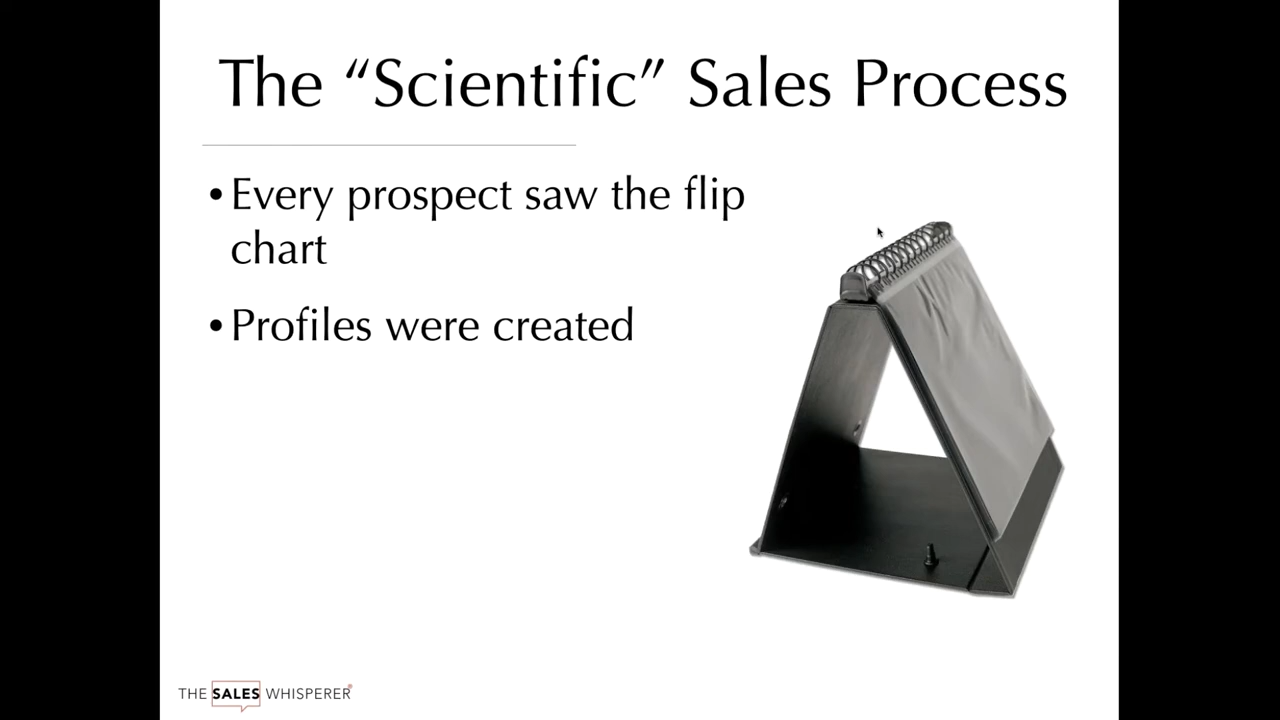 The “Scientific” Sales Process
•Every prospect saw the flip
chart
•Profiles were created
THE SALES WHISPERER®